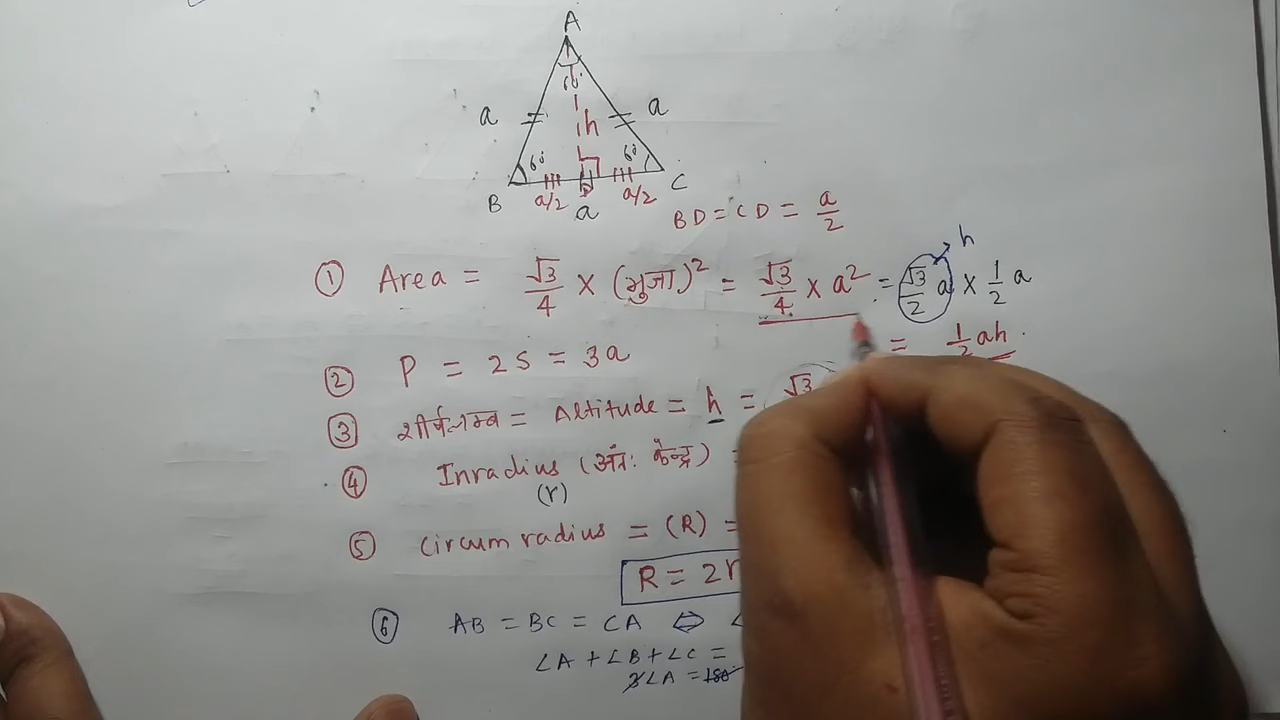 A
60°
a
h
a
60°
60°
B
a/2
D
a/2
C
a
BD = CD = a/2
① Area = √3/4 × (भुजा)² = √3/4 × a² = √3/2 a × 1/2 a
h
= 1/2 ah
② P = 2S = 3a
③ शीर्षलम्ब = Altitude = h = √3
④ Inradius (अंतः केन्द्र) =
(r)
⑤ Circum radius = (R) =
R = 2r
⑥ AB = BC = CA ⇔ ∠
∠A + ∠B + ∠C =
3∠A = 180°